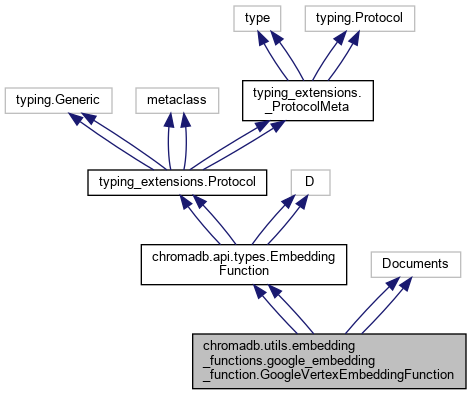 type
typing.Protocol
typing.Generic
metaclass
typing_extensions.
_ProtocolMeta
typing_extensions.Protocol
D
chromadb.api.types.Embedding
Function
Documents
chromadb.utils.embedding
_functions.google_embedding
_function.GoogleVertexEmbeddingFunction